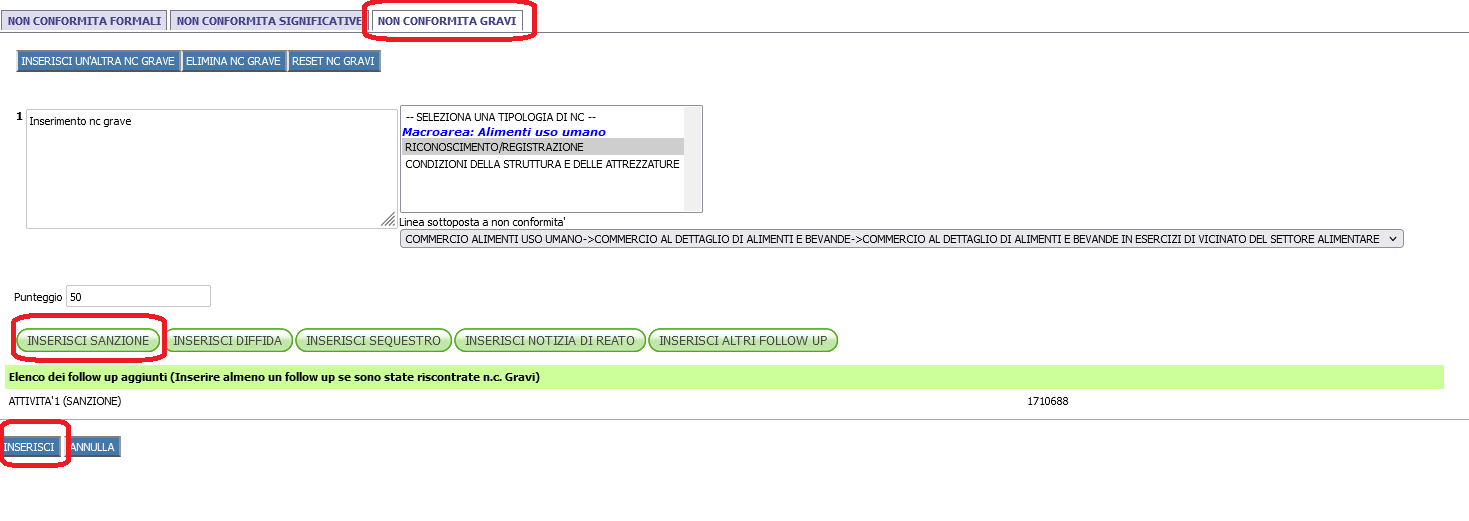 NON CONFORMITA FORMALI NON CONFORMITA SIGNIFICATIVE NON CONFORMITA GRAVI
INSERISCI UN'ALTRA NC GRAVE ELIMINA NC GRAVE RESET NC GRAVI
1 Inserimento nc grave
-- SELEZIONA UNA TIPOLOGIA DI NC --
Macroarea: Alimenti uso umano
RICONOSCIMENTO/REGISTRAZIONE
CONDIZIONI DELLA STRUTTURA E DELLE ATTREZZATURE
Linea sottoposta a non conformita'
COMMERCIO ALIMENTI USO UMANO->COMMERCIO AL DETTAGLIO DI ALIMENTI E BEVANDE->COMMERCIO AL DETTAGLIO DI ALIMENTI E BEVANDE IN ESERCIZI DI VICINATO DEL SETTORE ALIMENTARE
Punteggio 50
INSERISCI SANZIONE INSERISCI DIFFIDA INSERISCI SEQUESTRO INSERISCI NOTIZIA DI REATO INSERISCI ALTRI FOLLOW UP
Elenco dei follow up aggiunti (Inserire almeno un follow up se sono state riscontrate n.c. Gravi)
ATTIVITA'1 (SANZIONE) 1710688
INSERISCI ANNULLA